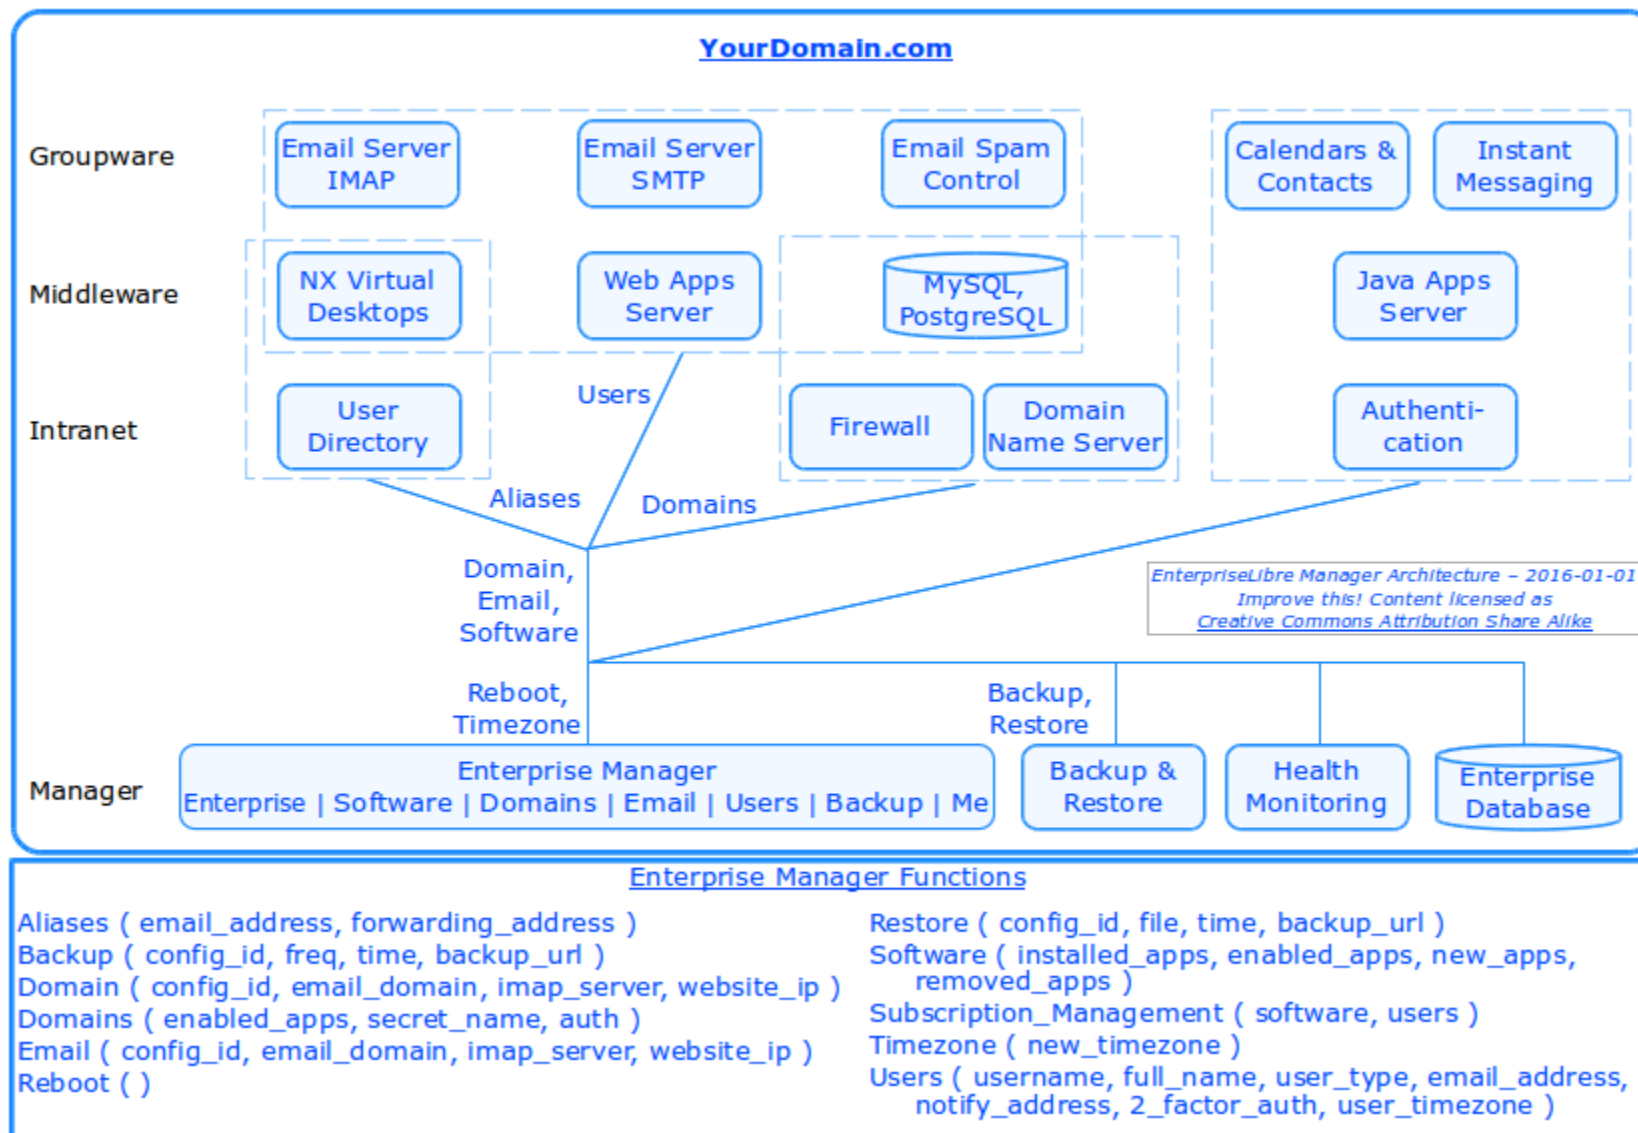 YourDomain.com
Groupware
Email Server
IMAP
Email Server
SMTP
Email Spam
Control
Calendars &
Contacts
Instant
Messaging
Middleware
NX Virtual
Desktops
Web Apps
Server
MySQL,
PostgreSQL
Java Apps
Server
Intranet
User
Directory
Users
Firewall
Domain
Name Server
Authenti-
cation
Aliases
Domains
Domain,
Email,
Software
EnterpriseLibre Manager Architecture – 2016-01-01
Improve this! Content licensed as
Creative Commons Attribution Share Alike
Reboot,
Timezone
Backup,
Restore
Manager
Enterprise Manager
Enterprise | Software | Domains | Email | Users | Backup | Me
Backup &
Restore
Health
Monitoring
Enterprise
Database
Enterprise Manager Functions
Aliases ( email_address, forwarding_address )
Backup ( config_id, freq, time, backup_url )
Domain ( config_id, email_domain, imap_server, website_ip )
Domains ( enabled_apps, secret_name, auth )
Email ( config_id, email_domain, imap_server, website_ip )
Reboot ( )
Restore ( config_id, file, time, backup_url )
Software ( installed_apps, enabled_apps, new_apps,
removed_apps )
Subscription_Management ( software, users )
Timezone ( new_timezone )
Users ( username, full_name, user_type, email_address,
notify_address, 2_factor_auth, user_timezone )